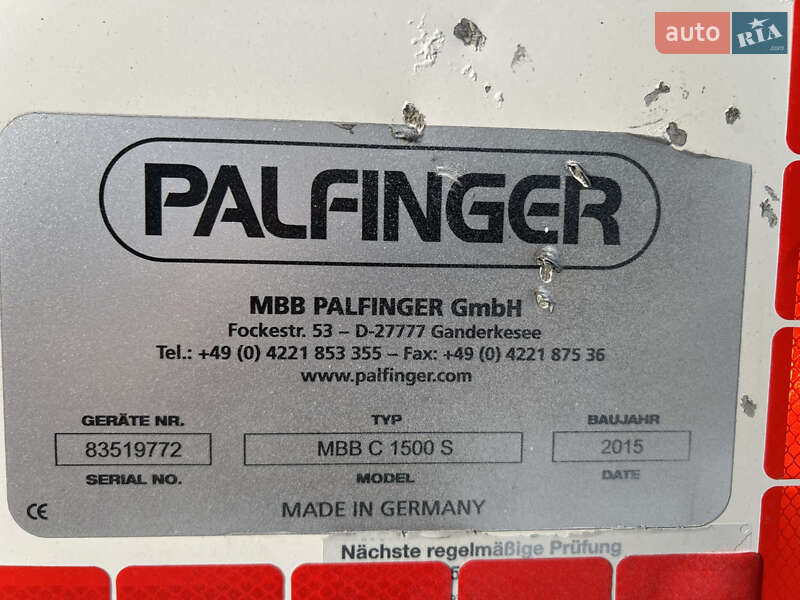 auto RIA.com
PALFINGER
MBB PALFINGER GmbH
Fockestr. 53 – D-27777 Ganderkesee
Tel.: +49 (0) 4221 853 355 – Fax: +49 (0) 4221 875 36
www.palfinger.com
GERÄTE NR. TYP BAUJAHR
83519772 MBB C 1500 S 2015
SERIAL NO. MODEL DATE
CE MADE IN GERMANY
Nächste regelmäßige Prüfung